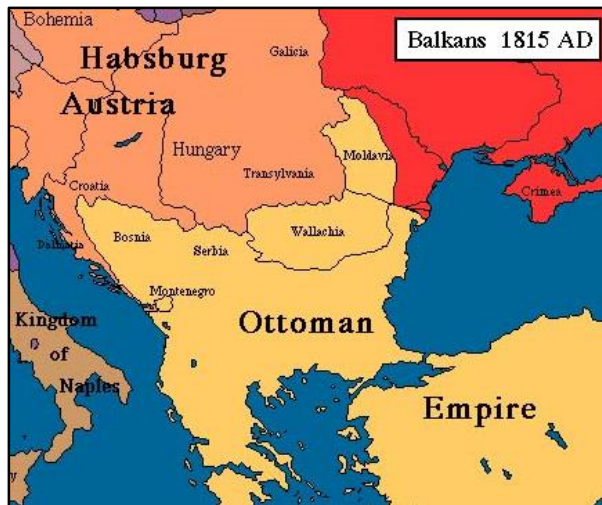 Bohemia
Balkans 1815 AD
Habsburg
Galicia
Austria
Hungary
Moldavia
Transylvania
Crimea
Croatia
Wallachia
Bosnia
Serbia
Dalmatia
Montenegro
Kingdom
of
Naples
Ottoman
Empire